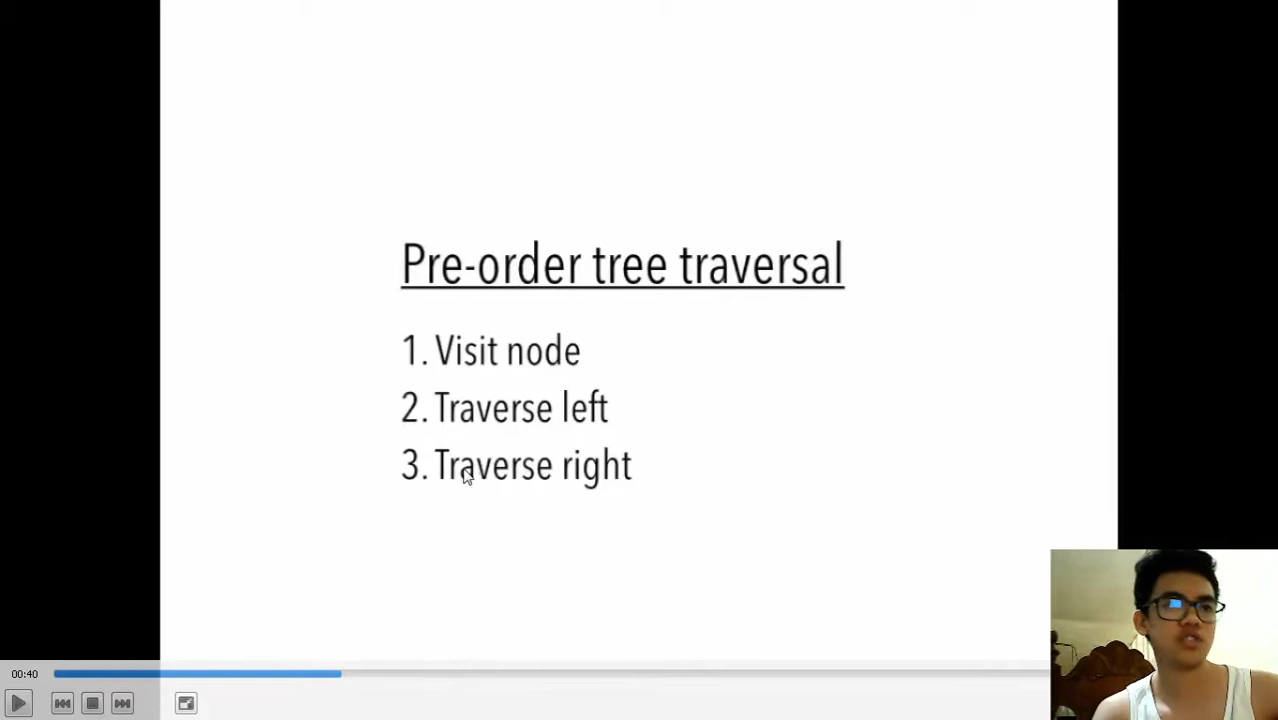 Pre-order tree traversal
1. Visit node
2. Traverse left
3. Traverse right
00:40